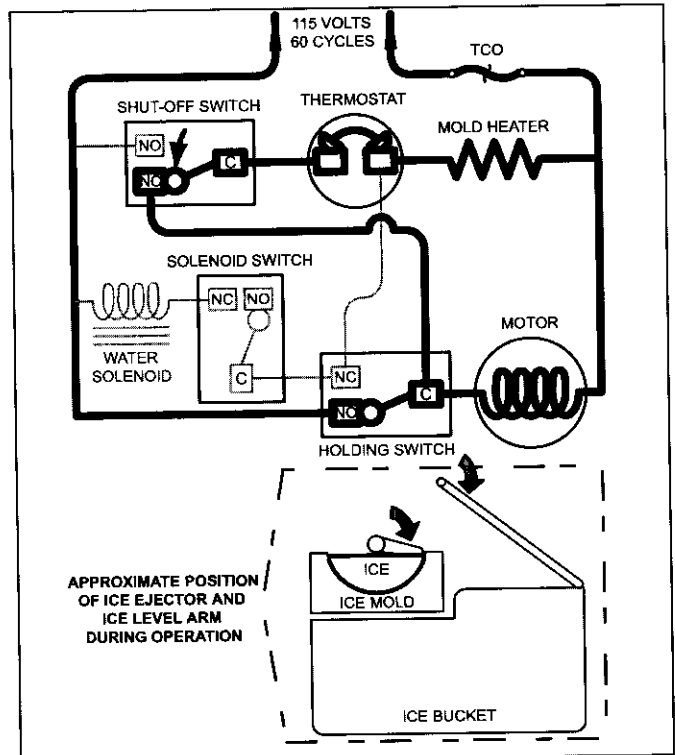 115 VOLTS
60 CYCLES
TCO
SHUT-OFF SWITCH
THERMOSTAT
MOLD HEATER
NO
NC
C
SOLENOID SWITCH
NC
NO
C
WATER
SOLENOID
MOTOR
NC
C
NC
HOLDING SWITCH
ICE
ICE MOLD
APPROXIMATE POSITION
OF ICE EJECTOR AND
ICE LEVEL ARM
DURING OPERATION
ICE BUCKET